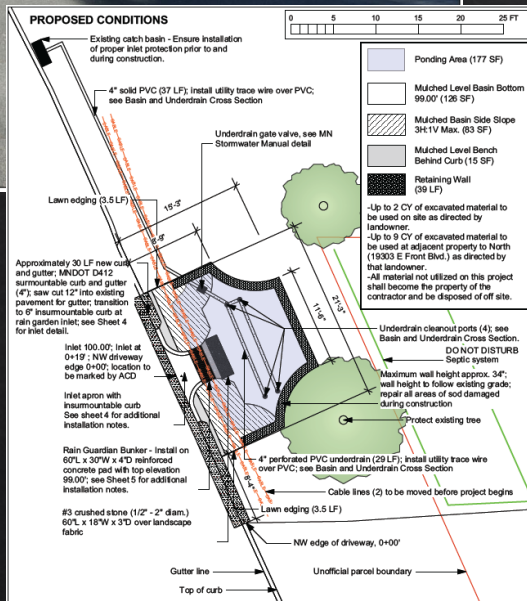 PROPOSED CONDITIONS
0 5 10 15 20 25 FT
Existing catch basin - Ensure installation
of proper inlet protection prior to and
during construction.
4" solid PVC (37 LF); install utility trace wire over PVC;
see Basin and Underdrain Cross Section
Underdrain gate valve, see MN
Stormwater Manual detail
Lawn edging (3.5 LF)
15'-3"
Approximately 30 LF new curb
and gutter; MNDOT D412
surmountable curb and gutter
(4"); saw cut 12" into existing
pavement for gutter; transition
to 6" insurmountable curb at
rain garden inlet; see Sheet 4
for inlet detail.
Inlet 100.00'; Inlet at
0+19'; NW driveway
edge 0+00'; location to
be marked by ACD
Inlet apron with
insurmountable curb
See sheet 4 for additional
installation notes.
Rain Guardian Bunker - Install on
60"L x 30"W x 4"D reinforced
concrete pad with top elevation
99.00'; see Sheet 5 for additional
installation notes.
#3 crushed stone (1/2" - 2" diam.)
60"L x 18"W x 3"D over landscape
fabric
Ponding Area (177 SF)
Mulched Level Basin Bottom
99.00' (126 SF)
Mulched Basin Side Slope
3H:1V Max. (83 SF)
Mulched Level Bench
Behind Curb (15 SF)
Retaining Wall
(39 LF)
-Up to 2 CY of excavated material to
be used on site as directed by
landowner.
-Up to 9 CY of excavated material to
be used at adjacent property to North
(19303 E Front Blvd.) as directed by
that landowner.
-All material not utilized on this project
shall become the property of the
contractor and be disposed of off site.
11'-6"
21'-3"
Underdrain cleanout ports (4); see
Basin and Underdrain Cross Section.
DO NOT DISTURB
Septic system
Maximum wall height approx. 34";
wall height to follow existing grade;
repair all areas of sod damaged
during construction
Protect existing tree
4" perforated PVC underdrain (29 LF); install utility trace wire
over PVC; see Basin and Underdrain Cross Section
Cable lines (2) to be moved before project begins
Lawn edging (3.5 LF)
NW edge of driveway, 0+00'
Gutter line
Unofficial parcel boundary
Top of curb